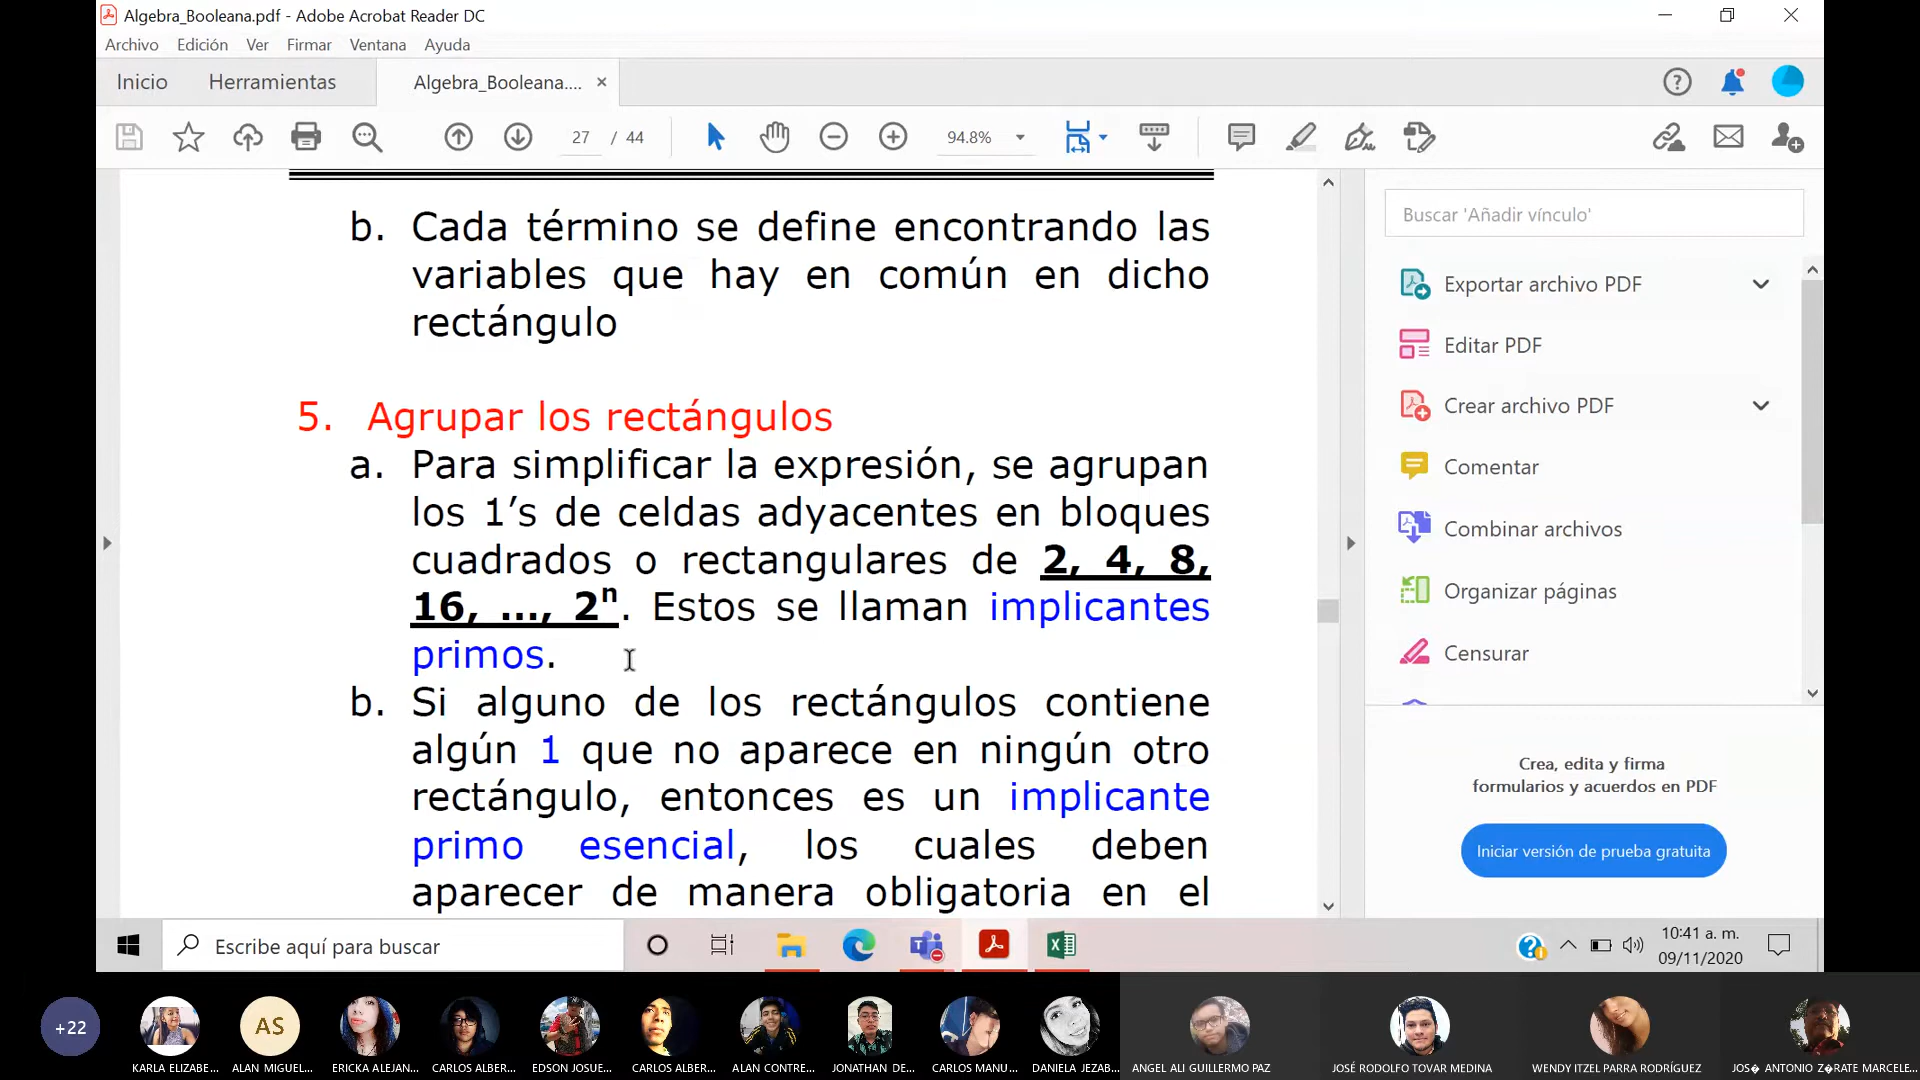 Algebra_Booleana.pdf - Adobe Acrobat Reader DC
Archivo Edición Ver Firmar Ventana Ayuda
Inicio Herramientas Algebra_Booleana....
27 / 44 94.8%
b. Cada término se define encontrando las
variables que hay en común en dicho
rectángulo
5. Agrupar los rectángulos
a. Para simplificar la expresión, se agrupan
los 1’s de celdas adyacentes en bloques
cuadrados o rectangulares de 2, 4, 8,
16, ..., 2ⁿ. Estos se llaman implicantes
primos.
b. Si alguno de los rectángulos contiene
algún 1 que no aparece en ningún otro
rectángulo, entonces es un implicante
primo esencial, los cuales deben
aparecer de manera obligatoria en el
Buscar 'Añadir vínculo'
Exportar archivo PDF
Editar PDF
Crear archivo PDF
Comentar
Combinar archivos
Organizar páginas
Censurar
Crea, edita y firma
formularios y acuerdos en PDF
Iniciar versión de prueba gratuita
Escribe aquí para buscar
10:41 a. m.
09/11/2020
+22
AS
KARLA ELIZABE... ALAN MIGUEL... ERICKA ALEJAN... CARLOS ALBER... EDSON JOSUE... CARLOS ALBER... ALAN CONTRE... JONATHAN DE... CARLOS MANU... DANIELA JEZAB... ANGEL ALI GUILLERMO PAZ JOSÉ RODOLFO TOVAR MEDINA WENDY ITZEL PARRA RODRÍGUEZ JOS� ANTONIO Z�RATE MARCELE...